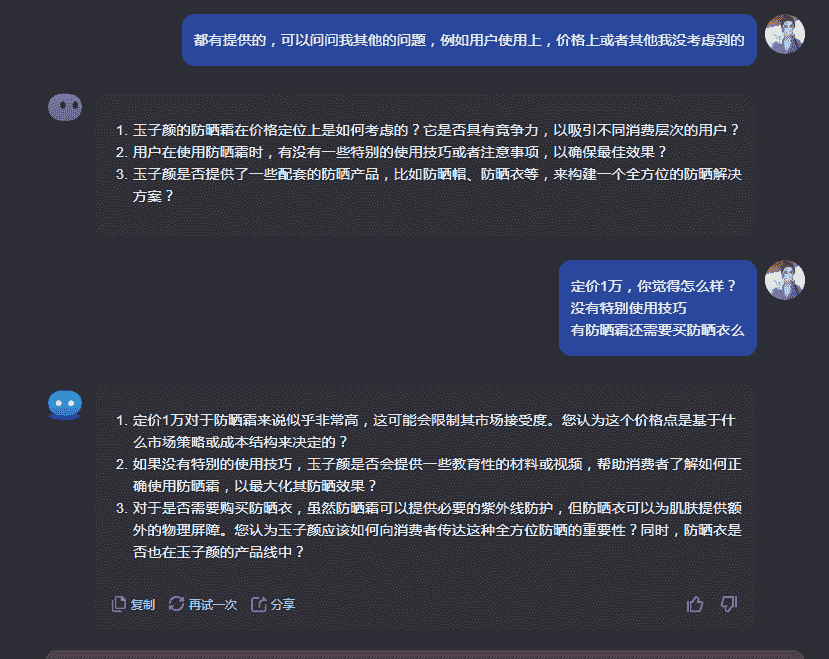 都有提供的，可以问问我其他的问题，例如用户使用上，价格上或者其他我没考虑到的
1. 玉子颜的防晒霜在价格定位上是如何考虑的？它是否具有竞争力，以吸引不同消费层次的用户？
2. 用户在使用防晒霜时，有没有一些特别的使用技巧或者注意事项，以确保最佳效果？
3. 玉子颜是否提供了一些配套的防晒产品，比如防晒帽、防晒衣等，来构建一个全方位的防晒解决
方案？
定价1万，你觉得怎么样？
没有特别使用技巧
有防晒霜还需要买防晒衣么
1. 定价1万对于防晒霜来说似乎非常高，这可能会限制其市场接受度。您认为这个价格点是基于什
么市场策略或成本结构来决定的？
2. 如果没有特别的使用技巧，玉子颜是否会提供一些教育性的材料或视频，帮助消费者了解如何正
确使用防晒霜，以最大化其防晒效果？
3. 对于是否需要购买防晒衣，虽然防晒霜可以提供必要的紫外线防护，但防晒衣可以为肌肤提供额
外的物理屏障。您认为玉子颜应该如何向消费者传达这种全方位防晒的重要性？同时，防晒衣是
否也在玉子颜的产品线中？
复制 再试一次 分享